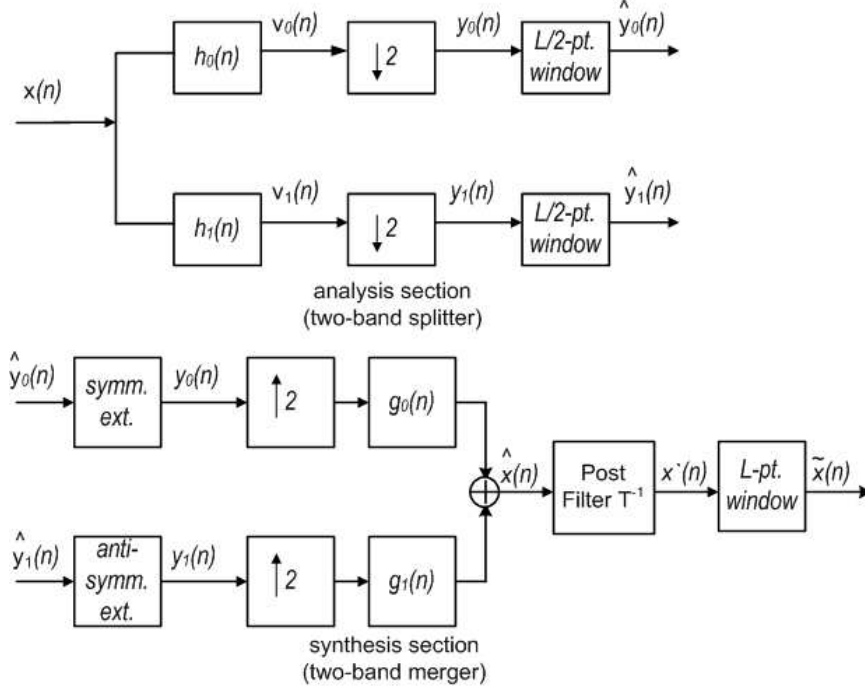 x(n)
h₀(n)
v₀(n)
↓2
y₀(n)
L/2-pt.
window
ŷ₀(n)
h₁(n)
v₁(n)
↓2
y₁(n)
L/2-pt.
window
ŷ₁(n)
analysis section
(two-band splitter)
ŷ₀(n)
symm.
ext.
y₀(n)
↑2
g₀(n)
x̂(n)
Post
Filter T⁻¹
x`(n)
L-pt.
window
x̃(n)
ŷ₁(n)
anti-
symm.
ext.
y₁(n)
↑2
g₁(n)
synthesis section
(two-band merger)